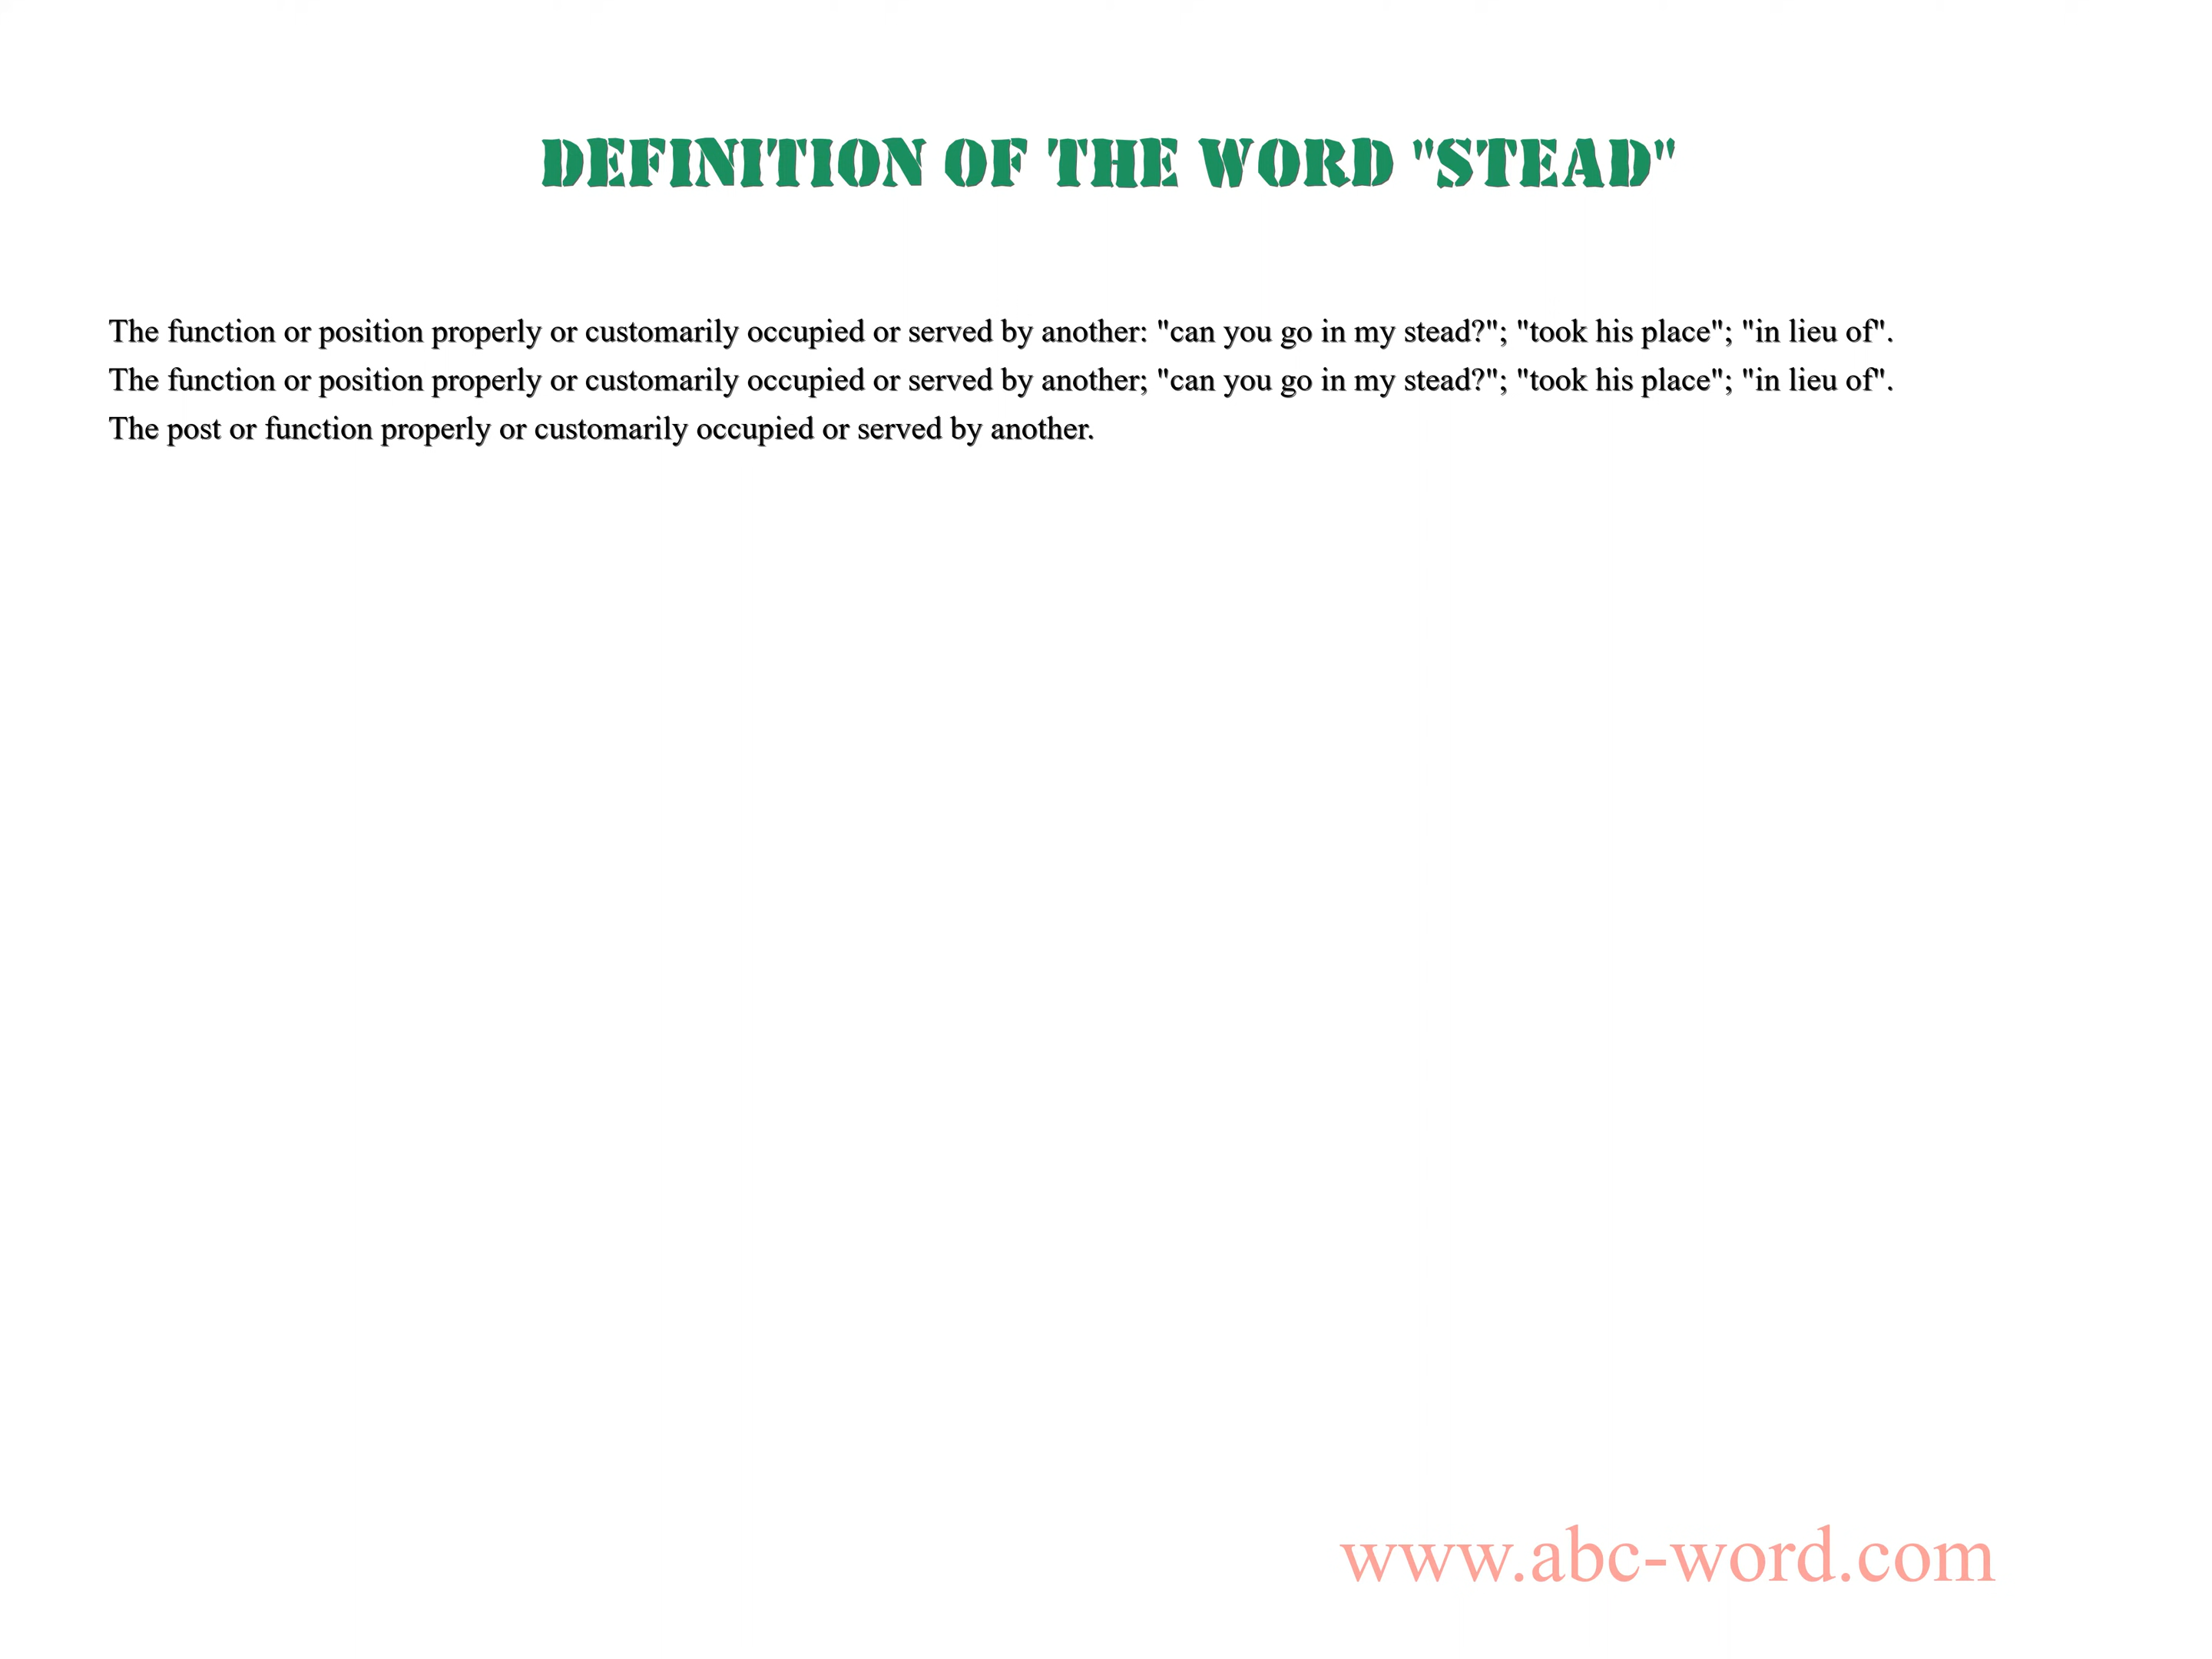 DEFINITION OF THE WORD "STEAD"
The function or position properly or customarily occupied or served by another: "can you go in my stead?"; "took his place"; "in lieu of".
The function or position properly or customarily occupied or served by another; "can you go in my stead?"; "took his place"; "in lieu of".
The post or function properly or customarily occupied or served by another.
www.abc-word.com